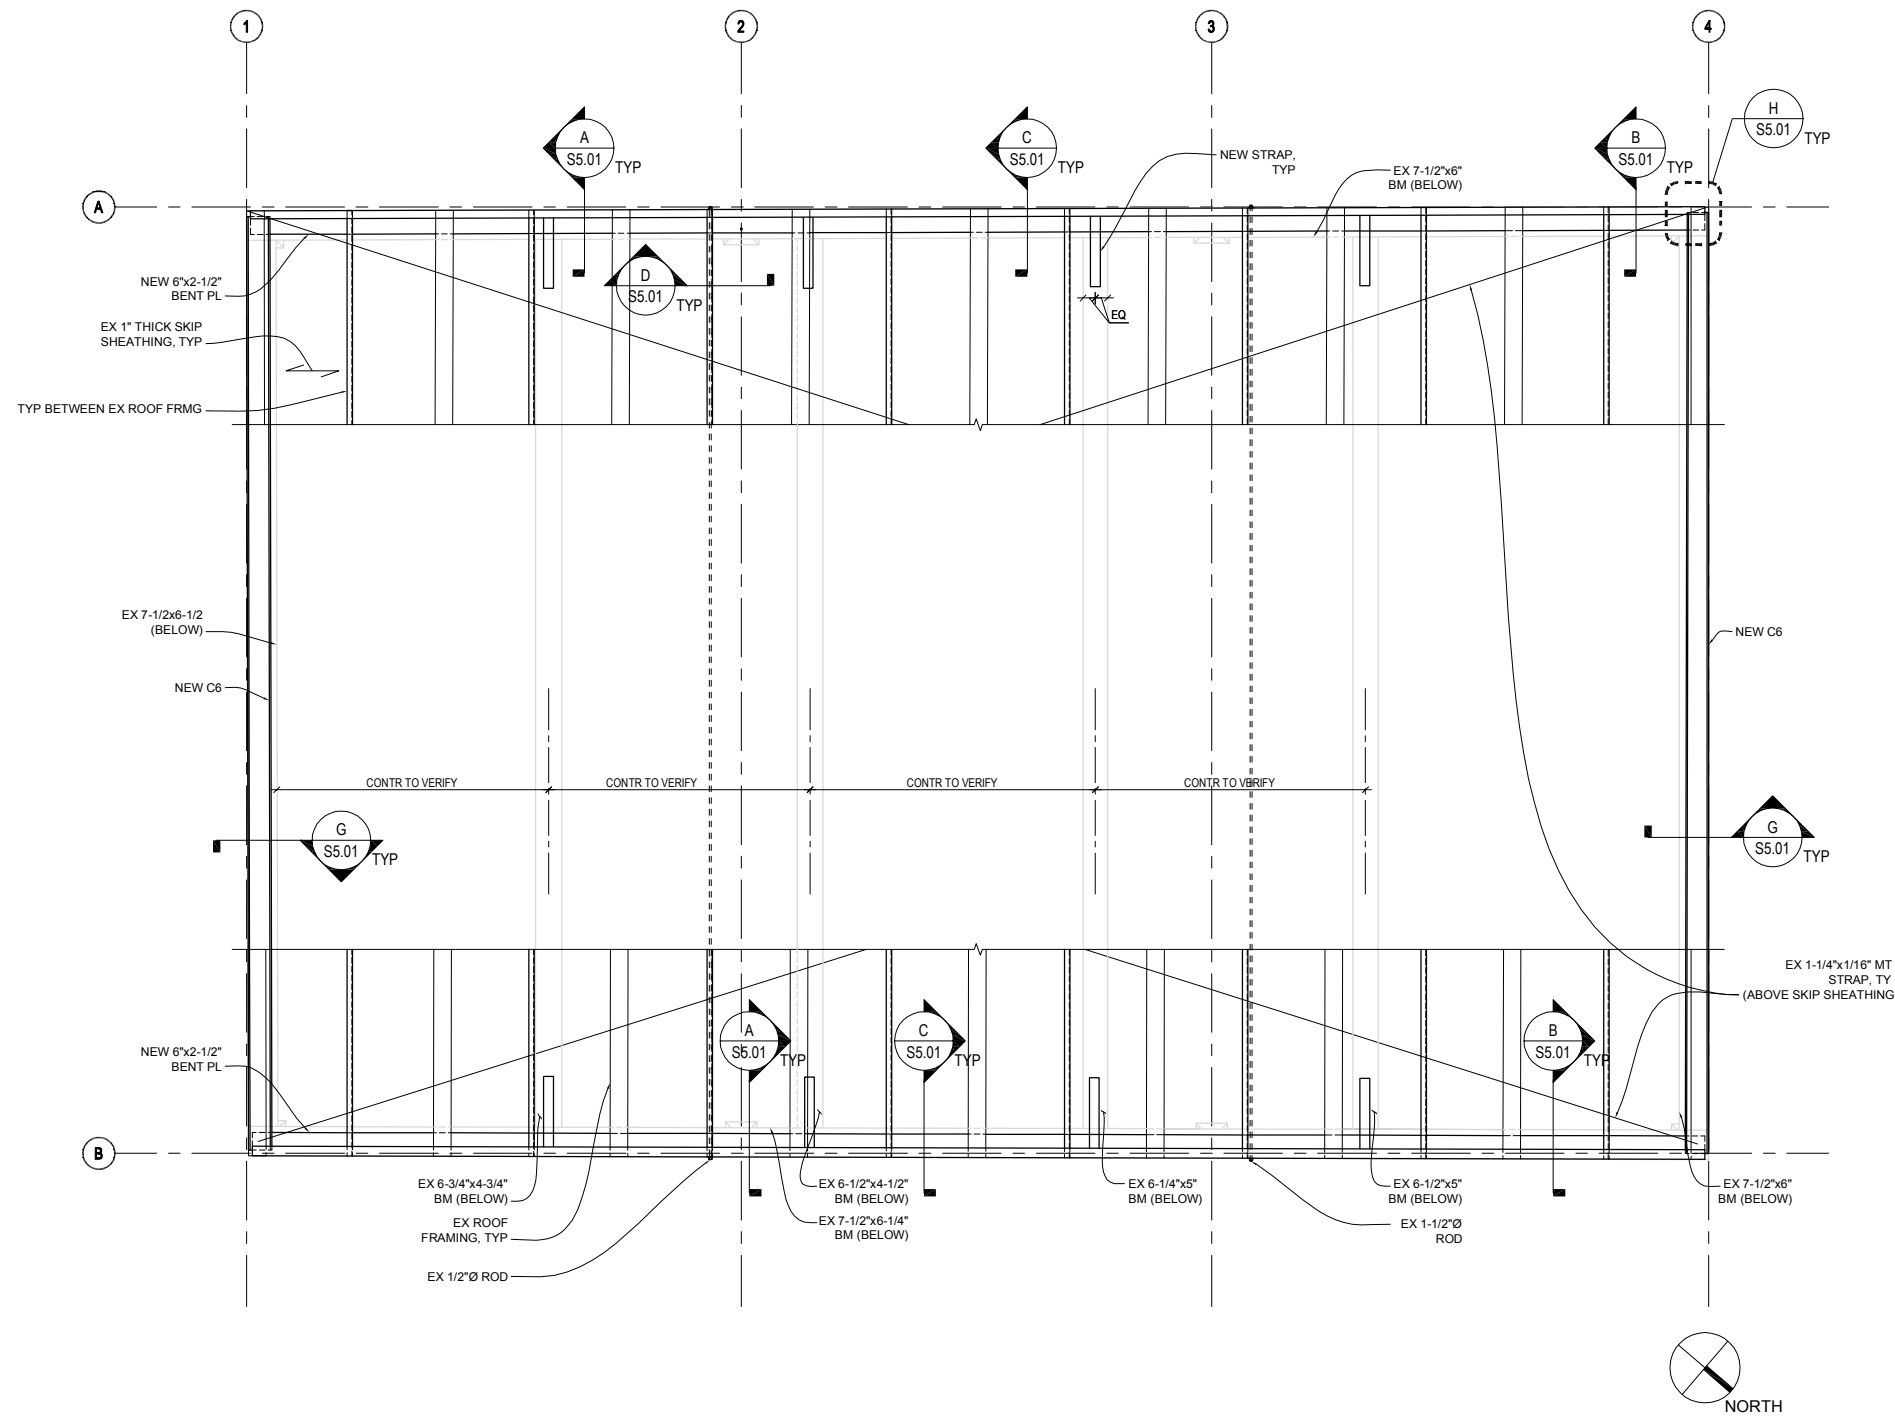 1
2
3
4
A
S5.01
TYP
C
S5.01
TYP
B
S5.01
TYP
H
S5.01
TYP
NEW STRAP,
TYP
EX 7-1/2"x6"
BM (BELOW)
A
D
S5.01
TYP
NEW 6"x2-1/2"
BENT PL
EX 1" THICK SKIP
SHEATHING, TYP
EQ
TYP BETWEEN EX ROOF FRMG
EX 7-1/2x6-1/2
(BELOW)
NEW C6
NEW C6
CONTR TO VERIFY
CONTR TO VERIFY
CONTR TO VERIFY
CONTR TO VERIFY
G
S5.01
TYP
G
S5.01
TYP
EX 1-1/4"x1/16" MT
STRAP, TY
(ABOVE SKIP SHEATHING
NEW 6"x2-1/2"
BENT PL
A
S5.01
TYP
C
S5.01
TYP
B
S5.01
TYP
B
EX 6-3/4"x4-3/4"
BM (BELOW)
EX 6-1/2"x4-1/2"
BM (BELOW)
EX 6-1/4"x5"
BM (BELOW)
EX 6-1/2"x5"
BM (BELOW)
EX 7-1/2"x6"
BM (BELOW)
EX ROOF
FRAMING, TYP
EX 7-1/2"x6-1/4"
BM (BELOW)
EX 1-1/2"Ø
ROD
EX 1/2"Ø ROD
NORTH